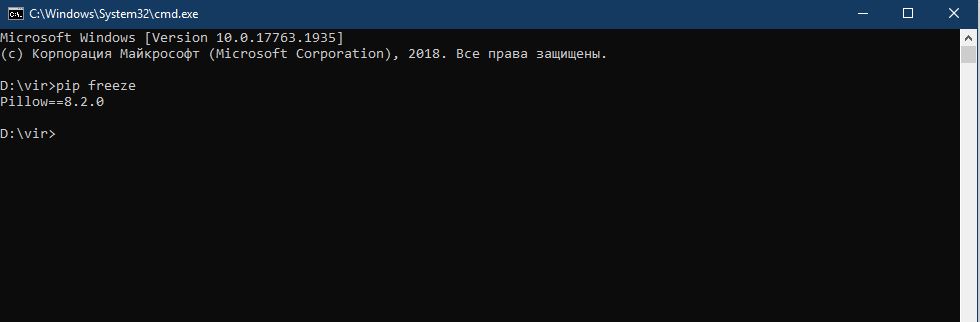 C:\Windows\System32\cmd.exe
Microsoft Windows [Version 10.0.17763.1935]
(c) Корпорация Майкрософт (Microsoft Corporation), 2018. Все права защищены.
D:\vir>pip freeze
Pillow==8.2.0
D:\vir>